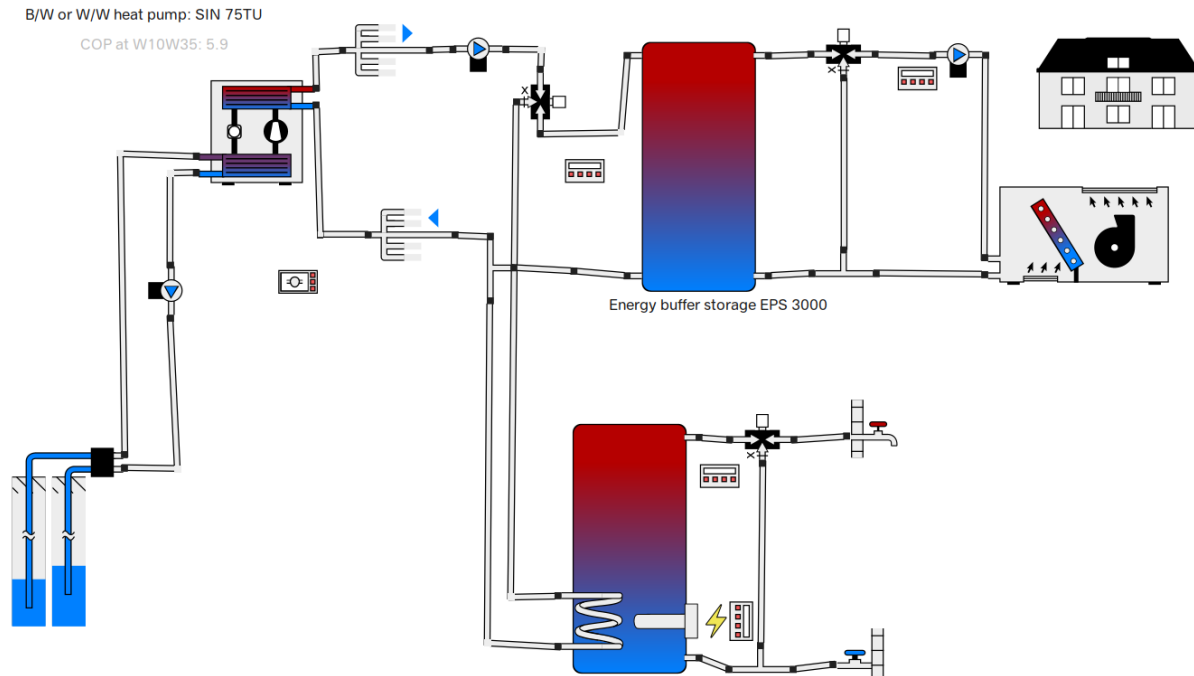 B/W or W/W heat pump: SIN 75TU
COP at W10W35: 5.9
X
X
Energy buffer storage EPS 3000
X